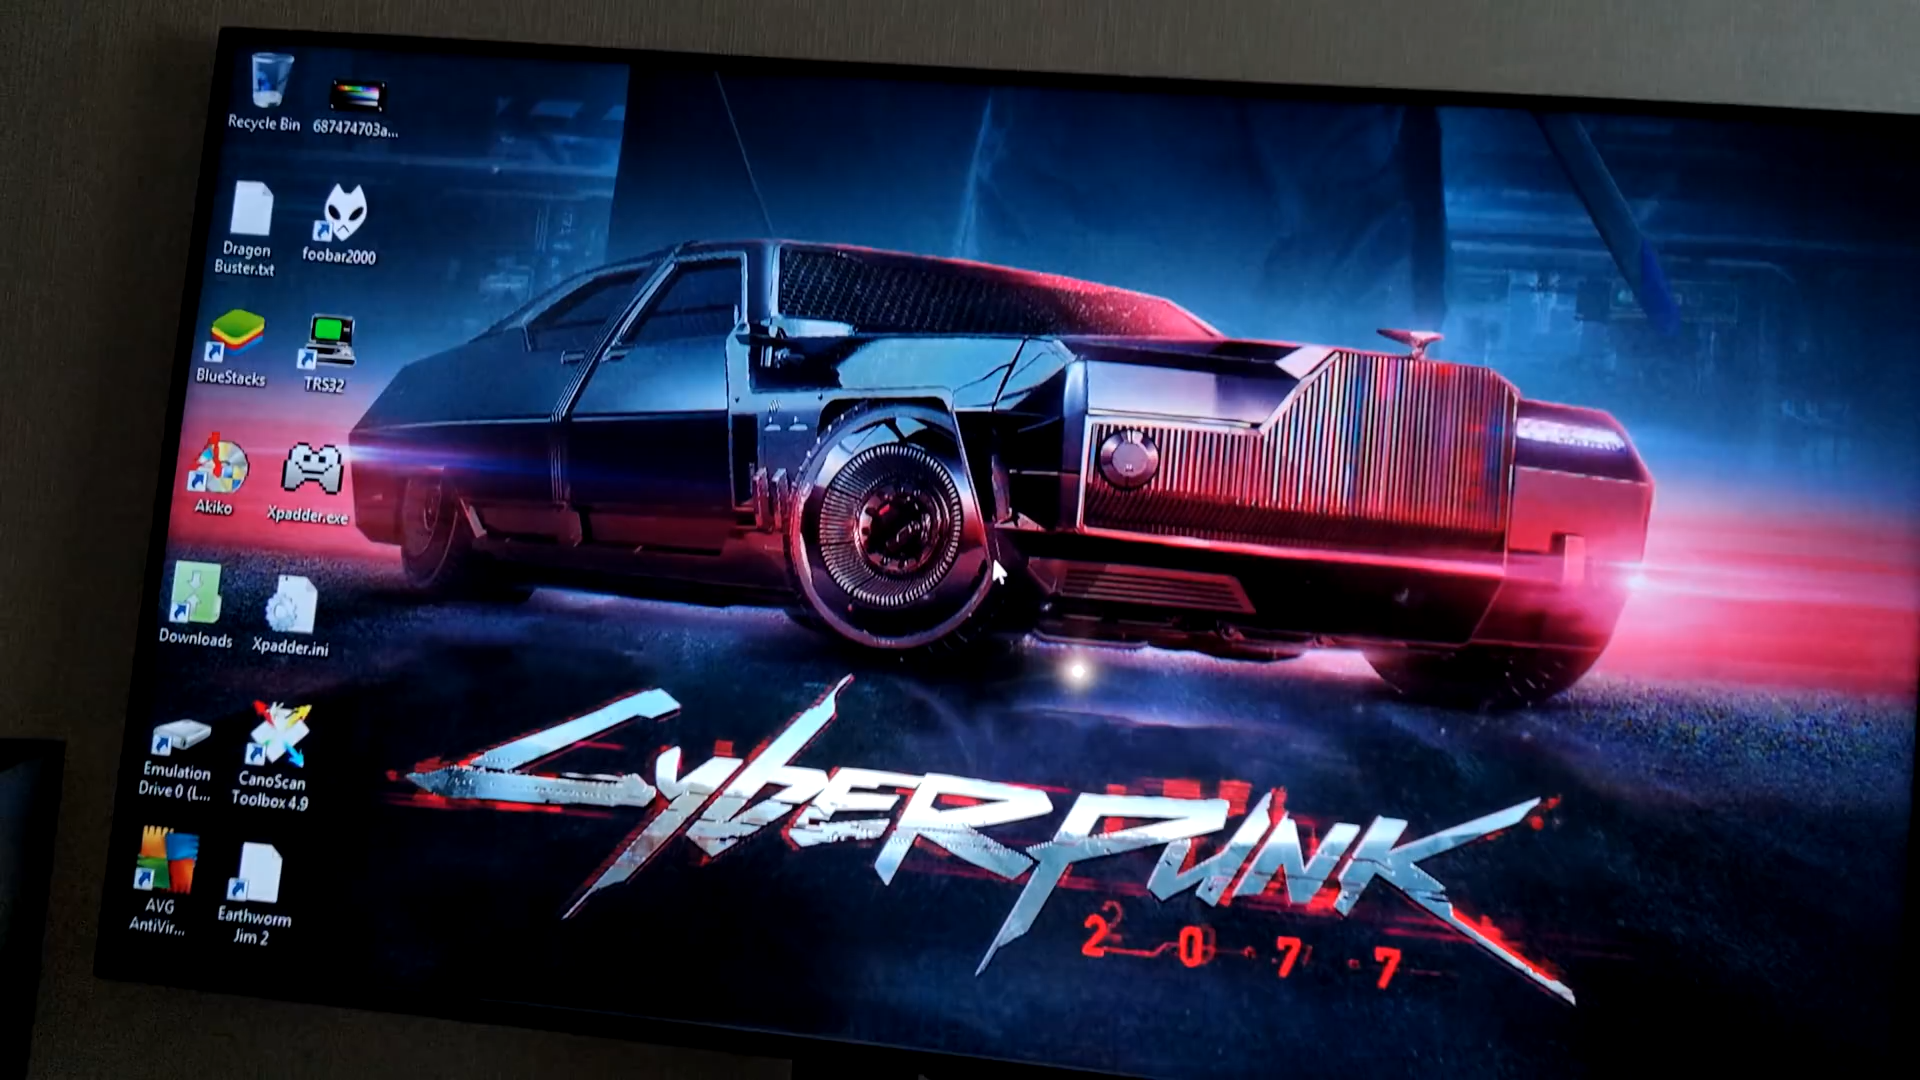 Recycle Bin
687474703a...
Dragon
Buster.txt
foobar2000
BlueStacks
TRS32
Akiko
Xpadder.exe
Downloads
Xpadder.ini
Emulation
Drive 0 (L...
CanoScan
Toolbox 4.9
AVG
AntiVir...
Earthworm
Jim 2
Cyberpunk
2077